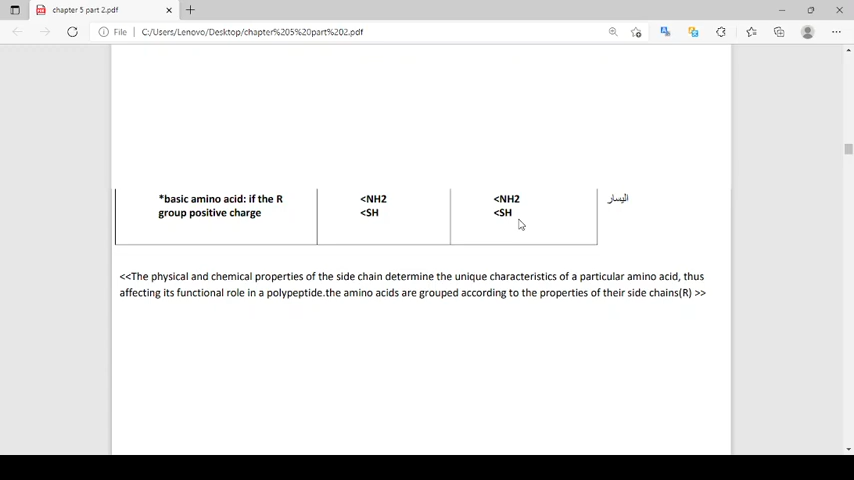 chapter 5 part 2.pdf
File C:/Users/Lenovo/Desktop/chapter%205%20part%202.pdf
*basic amino acid: if the R <NH2 <NH2 اليسار
group positive charge <SH <SH
<<The physical and chemical properties of the side chain determine the unique characteristics of a particular amino acid, thus
affecting its functional role in a polypeptide.the amino acids are grouped according to the properties of their side chains(R) >>